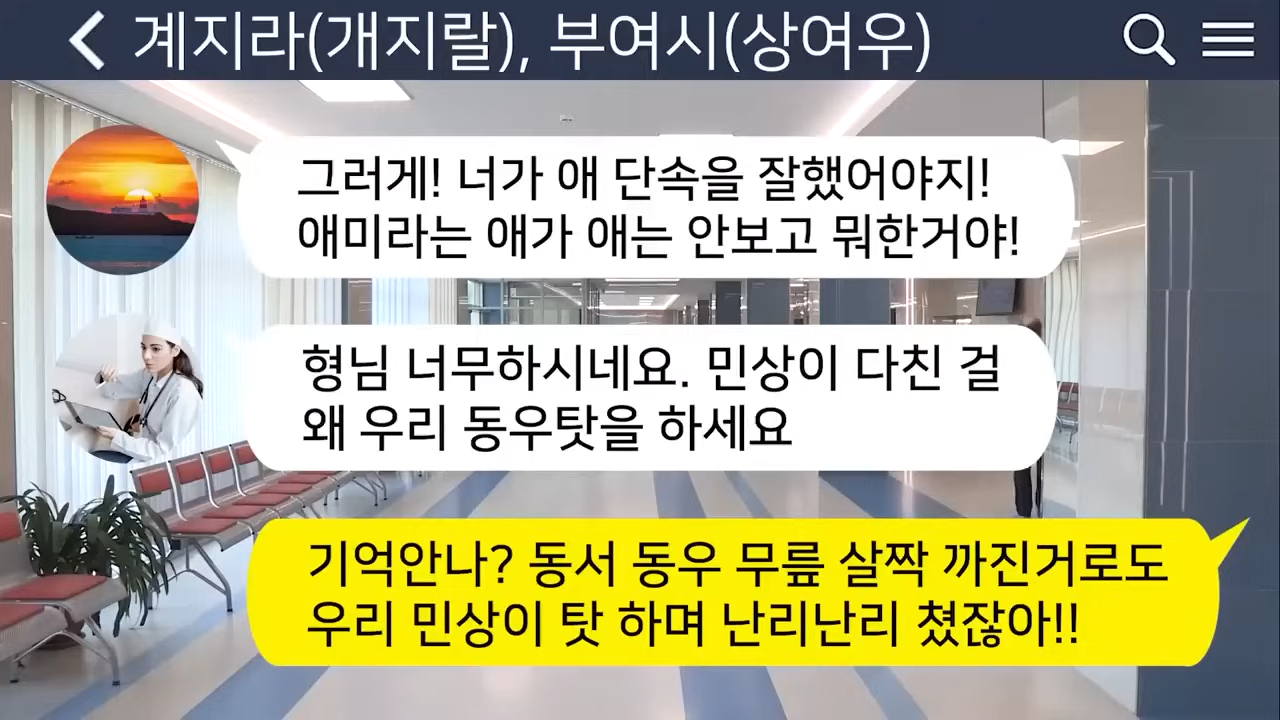 계지라(개지랄), 부여시(상여우)
그러게! 너가 애 단속을 잘했어야지!
애미라는 애가 애는 안보고 뭐한거야!
형님 너무하시네요. 민상이 다친 걸
왜 우리 동우탓을 하세요
기억안나? 동서 동우 무릎 살짝 까진거로도
우리 민상이 탓 하며 난리난리 쳤잖아!!